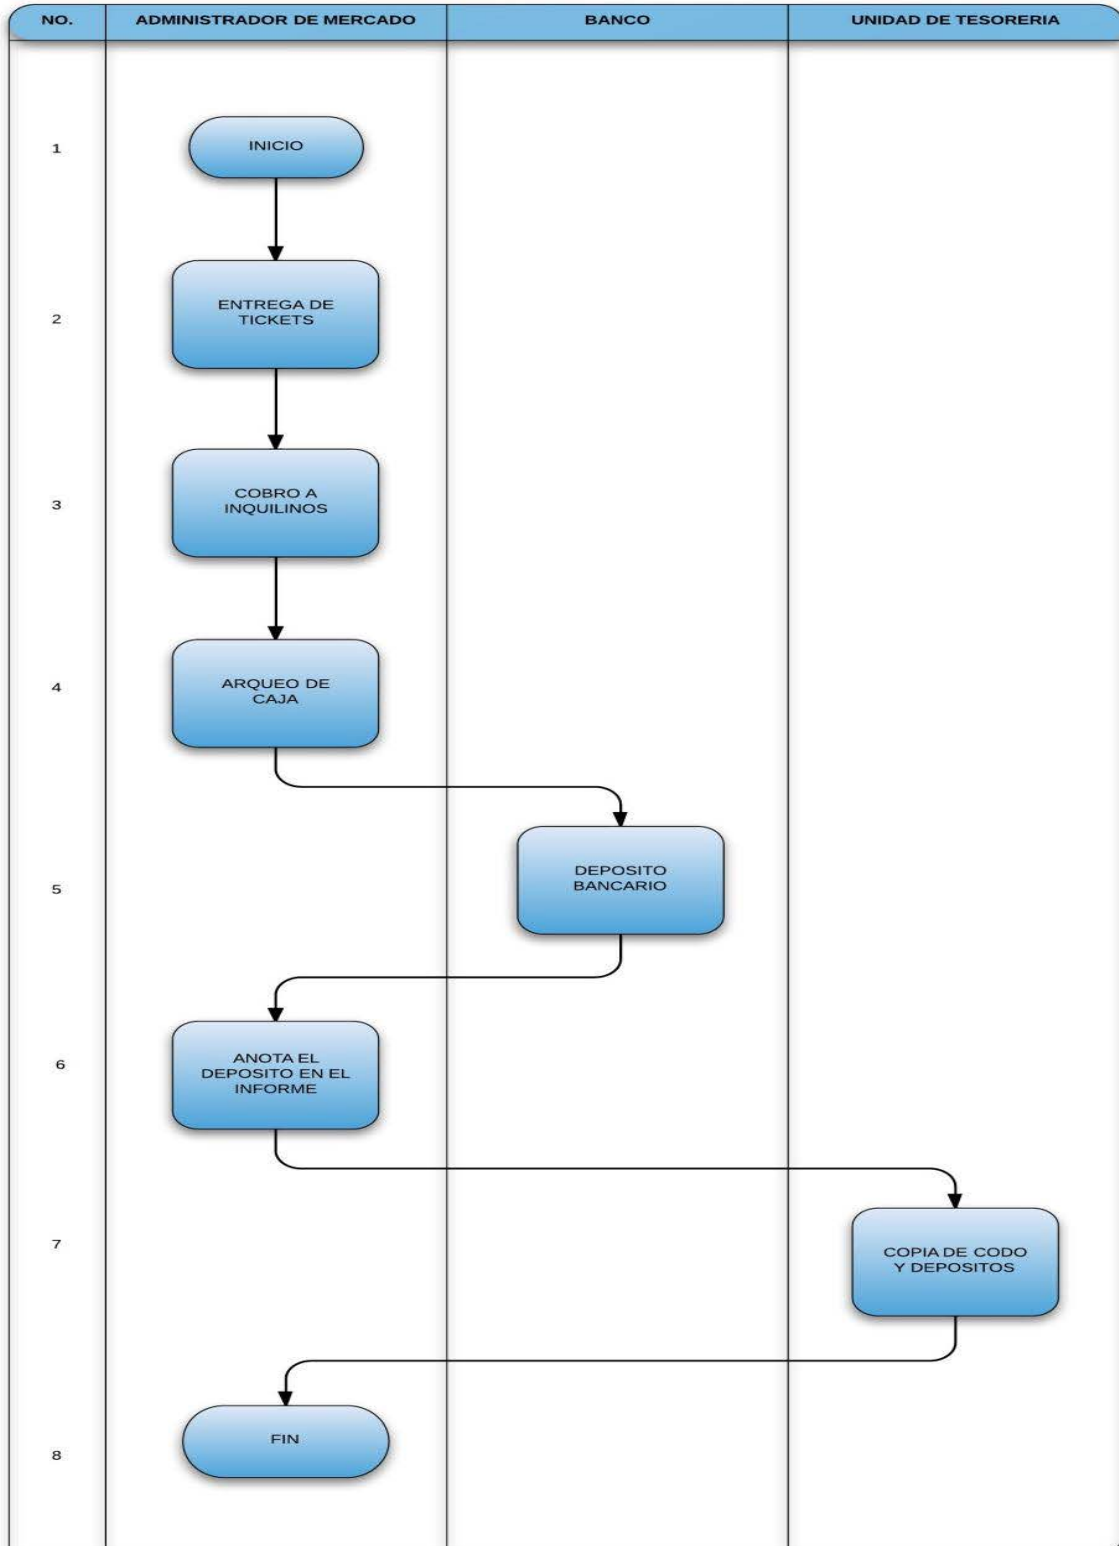 NO. ADMINISTRADOR DE MERCADO BANCO UNIDAD DE TESORERIA
1
INICIO
2
ENTREGA DE
TICKETS
3
COBRO A
INQUILINOS
4
ARQUEO DE
CAJA
5
DEPOSITO
BANCARIO
6
ANOTA EL
DEPOSITO EN EL
INFORME
7
COPIA DE CODO
Y DEPOSITOS
8
FIN